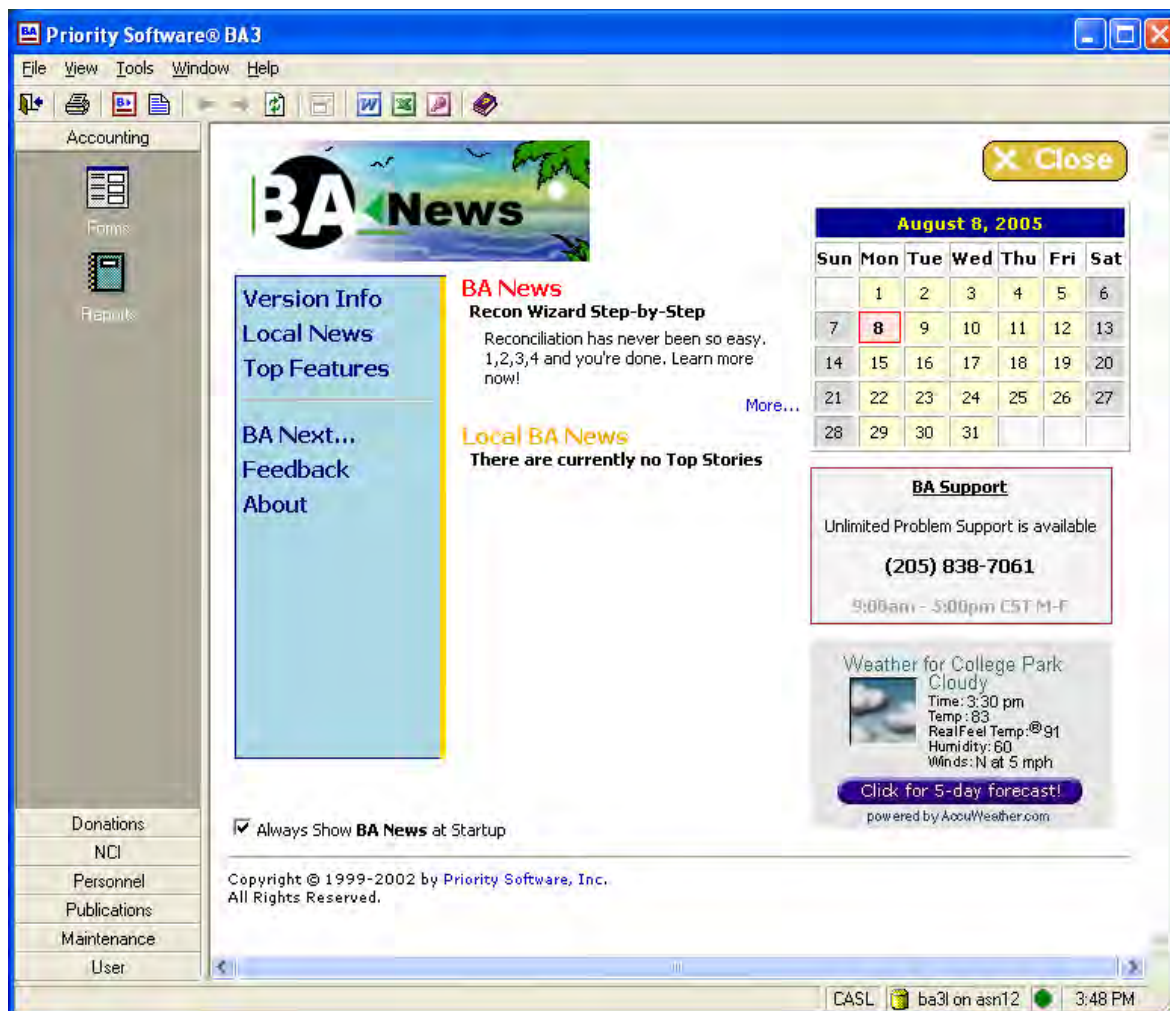 BA Priority Software® BA3
File View Tools Window Help
Accounting
Forms
Reports
Donations
NCI
Personnel
Publications
Maintenance
User
BA News
Version Info
Local News
Top Features
BA Next...
Feedback
About
BA News
Recon Wizard Step-by-Step
Reconciliation has never been so easy.
1,2,3,4 and you're done. Learn more
now!
More...
Local BA News
There are currently no Top Stories
X Close
August 8, 2005
Sun Mon Tue Wed Thu Fri Sat
1 2 3 4 5 6
7 8 9 10 11 12 13
14 15 16 17 18 19 20
21 22 23 24 25 26 27
28 29 30 31
BA Support
Unlimited Problem Support is available
(205) 838-7061
9:00am - 5:00pm CST M-F
Weather for College Park
Cloudy
Time: 3:30 pm
Temp: 83
RealFeel Temp:® 91
Humidity: 60
Winds: N at 5 mph
Click for 5-day forecast!
powered by AccuWeather.com
Always Show BA News at Startup
Copyright © 1999-2002 by Priority Software, Inc.
All Rights Reserved.
CASL ba3l on asn12 3:48 PM